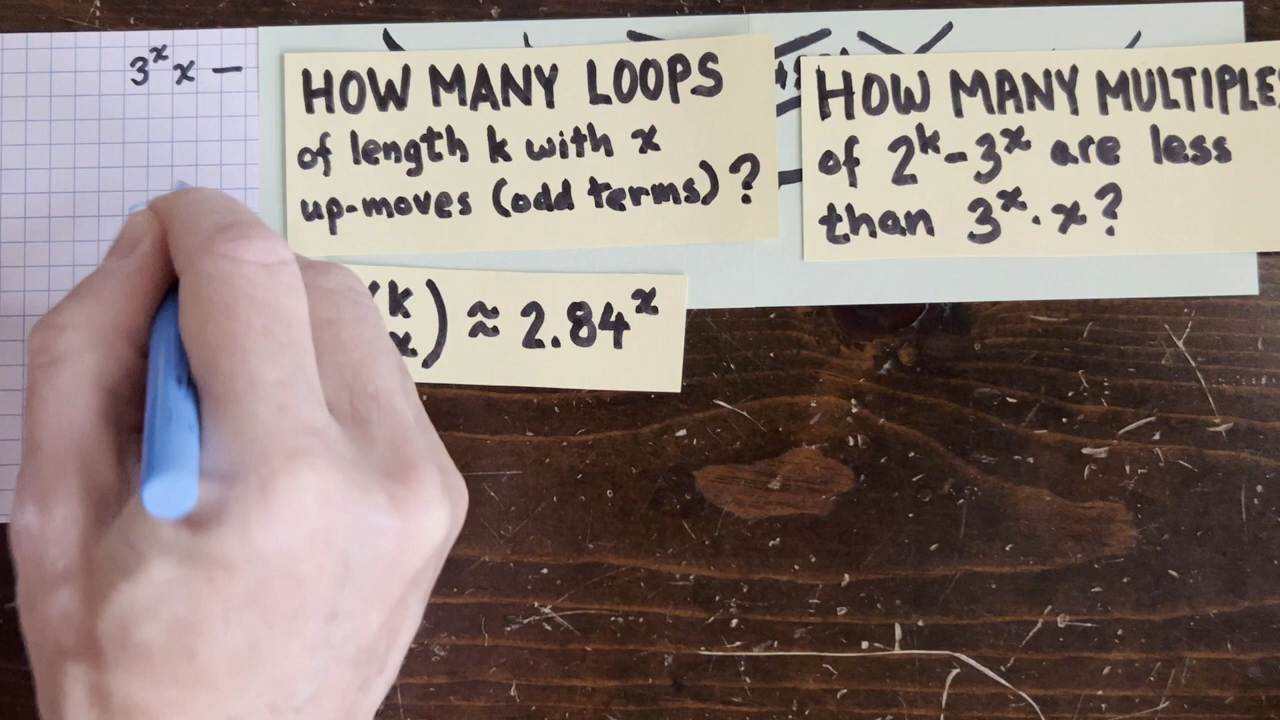 3^x x −
HOW MANY LOOPS
of length k with x
up-moves (odd terms)?
HOW MANY MULTIPLES
of 2^k - 3^x are less
than 3^x · x?
(k x) ≈ 2.84^x